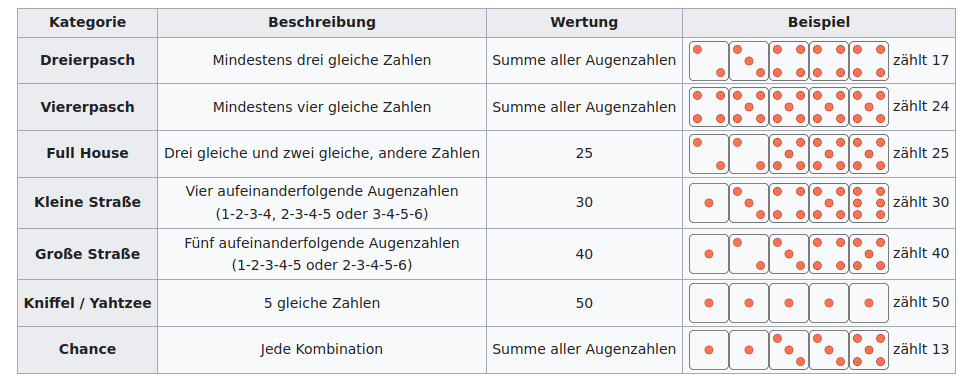 Kategorie Beschreibung Wertung Beispiel
Dreierpasch Mindestens drei gleiche Zahlen Summe aller Augenzahlen zählt 17
Viererpasch Mindestens vier gleiche Zahlen Summe aller Augenzahlen zählt 24
Full House Drei gleiche und zwei gleiche, andere Zahlen 25 zählt 25
Kleine Straße Vier aufeinanderfolgende Augenzahlen
(1-2-3-4, 2-3-4-5 oder 3-4-5-6) 30 zählt 30
Große Straße Fünf aufeinanderfolgende Augenzahlen
(1-2-3-4-5 oder 2-3-4-5-6) 40 zählt 40
Kniffel / Yahtzee 5 gleiche Zahlen 50 zählt 50
Chance Jede Kombination Summe aller Augenzahlen zählt 13